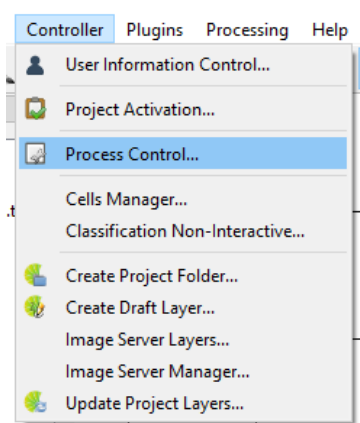 Controller Plugins Processing Help
User Information Control...
Project Activation...
Process Control...
.t
Cells Manager...
Classification Non-Interactive...
Create Project Folder...
Create Draft Layer...
Image Server Layers...
Image Server Manager...
Update Project Layers...